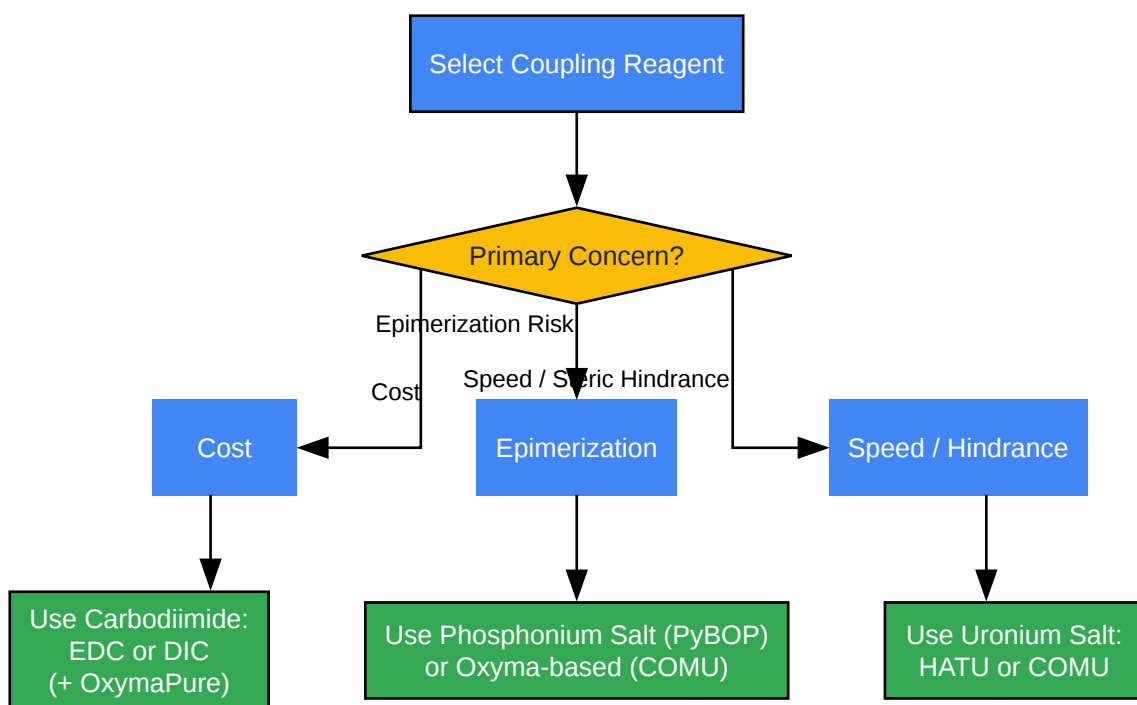 Select Coupling Reagent
Primary Concern?
Epimerization Risk
Speed / Steric Hindrance
Cost
Cost
Epimerization
Speed / Hindrance
Use Carbodiimide:
EDC or DIC
(+ OxymaPure)
Use Phosphonium Salt (PyBOP)
or Oxyma-based (COMU)
Use Uronium Salt:
HATU or COMU